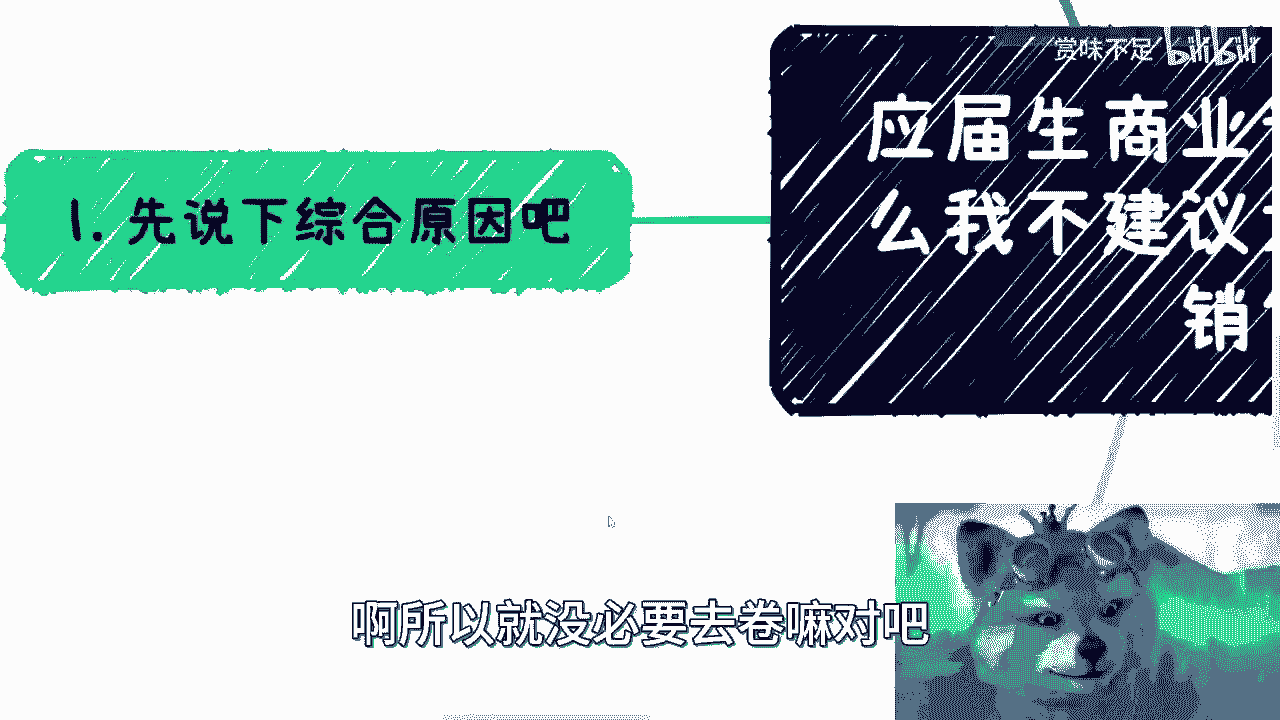 赏味不足 bilibili
应届生商业
么我不建议
销
1. 先说下综合原因吧
啊所以就没必要去卷嘛对吧